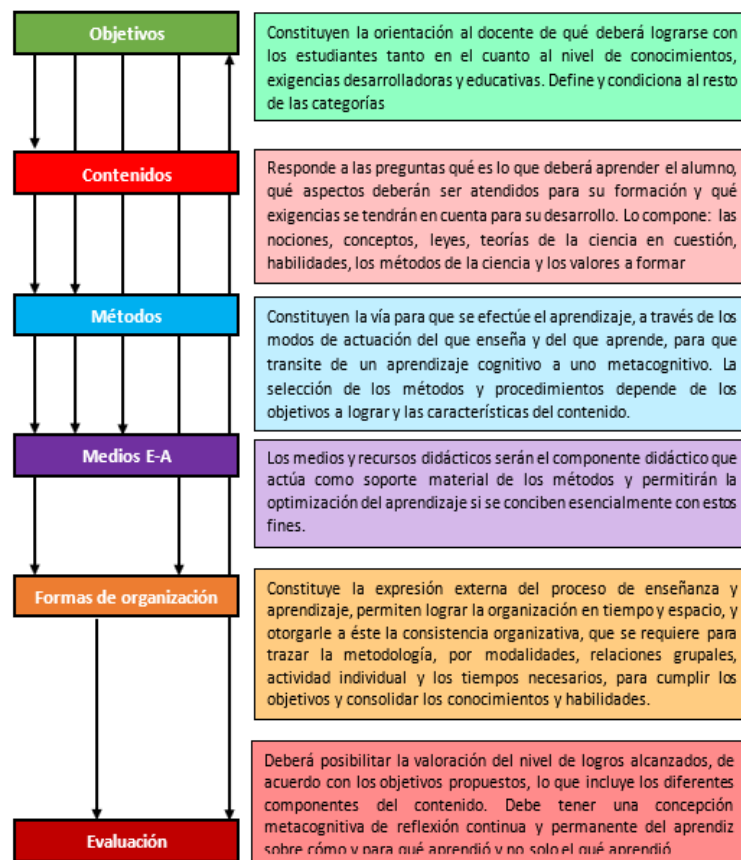 Objetivos
Constituyen la orientación al docente de qué deberá lograrse con
los estudiantes tanto en el cuanto al nivel de conocimientos,
exigencias desarrolladoras y educativas. Define y condiciona al resto
de las categorías
Contenidos
Responde a las preguntas qué es lo que deberá aprender el alumno,
qué aspectos deberán ser atendidos para su formación y qué
exigencias se tendrán en cuenta para su desarrollo. Lo compone: las
nociones, conceptos, leyes, teorías de la ciencia en cuestión,
habilidades, los métodos de la ciencia y los valores a formar
Métodos
Constituyen la vía para que se efectúe el aprendizaje, a través de los
modos de actuación del que enseña y del que aprende, para que
transite de un aprendizaje cognitivo a uno metacognitivo. La
selección de los métodos y procedimientos depende de los
objetivos a lograr y las características del contenido.
Medios E-A
Los medios y recursos didácticos serán el componente didáctico que
actúa como soporte material de los métodos y permitirán la
optimización del aprendizaje si se conciben esencialmente con estos
fines.
Formas de organización
Constituye la expresión externa del proceso de enseñanza y
aprendizaje, permiten lograr la organización en tiempo y espacio, y
otorgarle a éste la consistencia organizativa, que se requiere para
trazar la metodología, por modalidades, relaciones grupales,
actividad individual y los tiempos necesarios, para cumplir los
objetivos y consolidar los conocimientos y habilidades.
Evaluación
Deberá posibilitar la valoración del nivel de logros alcanzados, de
acuerdo con los objetivos propuestos, lo que incluye los diferentes
componentes del contenido. Debe tener una concepción
metacognitiva de reflexión continua y permanente del aprendiz
sobre cómo y para qué aprendió y no solo el qué aprendió